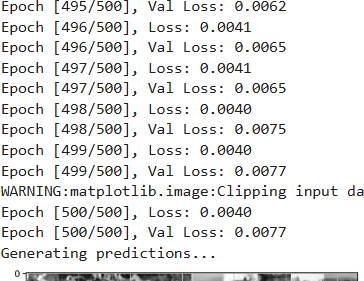 Epoch [495/500], Val Loss: 0.0062
Epoch [496/500], Loss: 0.0041
Epoch [496/500], Val Loss: 0.0065
Epoch [497/500], Loss: 0.0041
Epoch [497/500], Val Loss: 0.0065
Epoch [498/500], Loss: 0.0040
Epoch [498/500], Val Loss: 0.0075
Epoch [499/500], Loss: 0.0040
Epoch [499/500], Val Loss: 0.0077
WARNING:matplotlib.image:Clipping input da
Epoch [500/500], Loss: 0.0040
Epoch [500/500], Val Loss: 0.0077
Generating predictions...
0